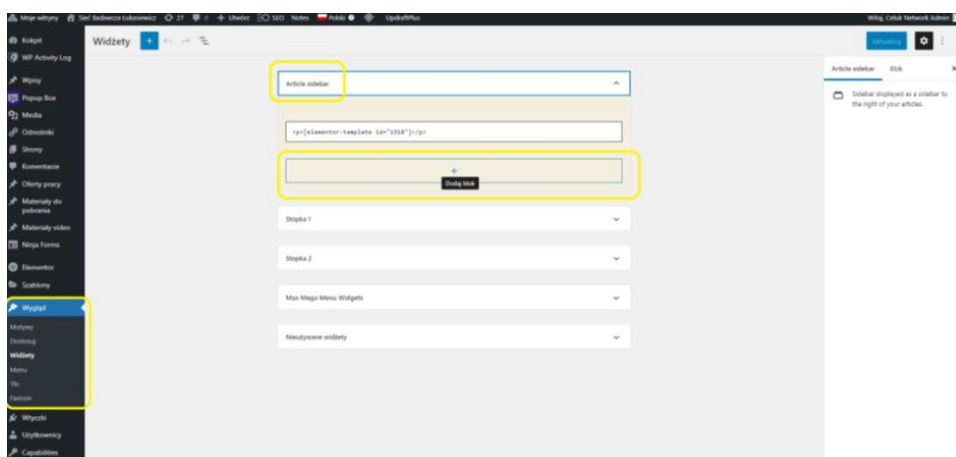 Moje witryny Sieć Badawcza Łukasiewicz 27 0 Utwórz SEO Notes Polski UpdraftPlus Witaj, Celuk Network Admin
Kokpit
WP Activity Log
Wpisy
Popup Box
Media
Odnośniki
Strony
Komentarze
Oferty pracy
Materiały do
pobrania
Materiały video
Ninja Forms
Elementor
Szablony
Wygląd
Motywy
Dostosuj
Widżety
Menu
Tło
Favicon
Wtyczki
Użytkownicy
Capabilities
Widżety
Aktualizuj
Article sidebar
<p>[elementor-template id="1918"]</p>
Dodaj blok
Stopka 1
Stopka 2
Max Mega Menu Widgets
Nieużywane widżety
Article sidebar Blok
Sidebar displayed as a sidebar to
the right of your articles.